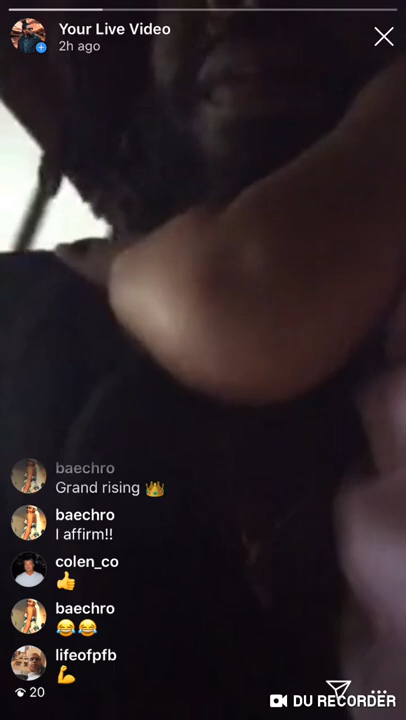 Your Live Video
2h ago
baechro
Grand rising 👑
baechro
I affirm!!
colen_co
👍
baechro
😂😂
lifeofpfb
💪
20
DU RECORDER